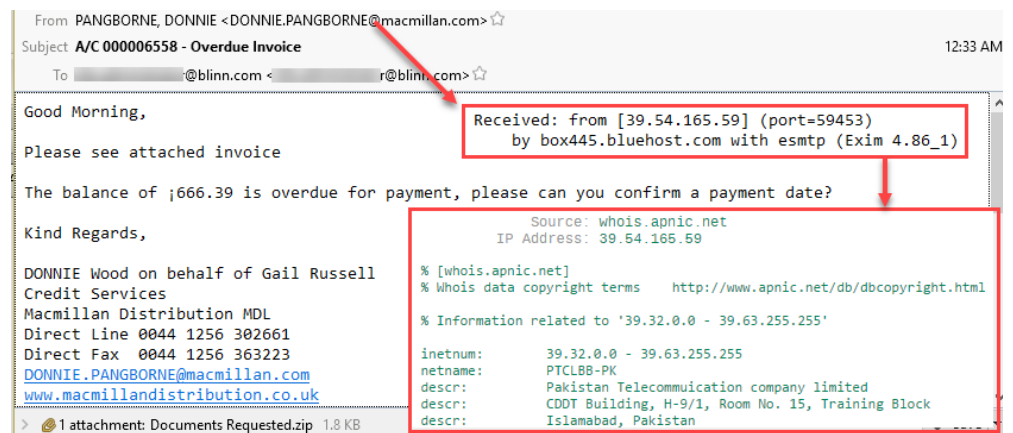 From PANGBORNE, DONNIE <DONNIE.PANGBORNE@macmillan.com>
Subject A/C 000006558 - Overdue Invoice
12:33 AM
To r@blinn.com < r@blinn.com>
Good Morning,
Please see attached invoice
The balance of ¡666.39 is overdue for payment, please can you confirm a payment date?
Kind Regards,
DONNIE Wood on behalf of Gail Russell
Credit Services
Macmillan Distribution MDL
Direct Line 0044 1256 302661
Direct Fax 0044 1256 363223
DONNIE.PANGBORNE@macmillan.com
www.macmillandistribution.co.uk
1 attachment: Documents Requested.zip 1.8 KB
Received: from [39.54.165.59] (port=59453)
by box445.bluehost.com with esmtp (Exim 4.86_1)
Source: whois.apnic.net
IP Address: 39.54.165.59
% [whois.apnic.net]
% Whois data copyright terms http://www.apnic.net/db/dbcopyright.html
% Information related to '39.32.0.0 - 39.63.255.255'
inetnum: 39.32.0.0 - 39.63.255.255
netname: PTCLBB-PK
descr: Pakistan Telecommuication company limited
descr: CDDT Building, H-9/1, Room No. 15, Training Block
descr: Islamabad, Pakistan